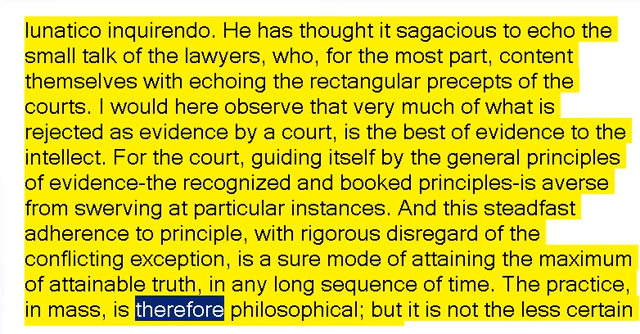 lunatico inquirendo. He has thought it sagacious to echo the
small talk of the lawyers, who, for the most part, content
themselves with echoing the rectangular precepts of the
courts. I would here observe that very much of what is
rejected as evidence by a court, is the best of evidence to the
intellect. For the court, guiding itself by the general principles
of evidence-the recognized and booked principles-is averse
from swerving at particular instances. And this steadfast
adherence to principle, with rigorous disregard of the
conflicting exception, is a sure mode of attaining the maximum
of attainable truth, in any long sequence of time. The practice,
in mass, is therefore philosophical; but it is not the less certain